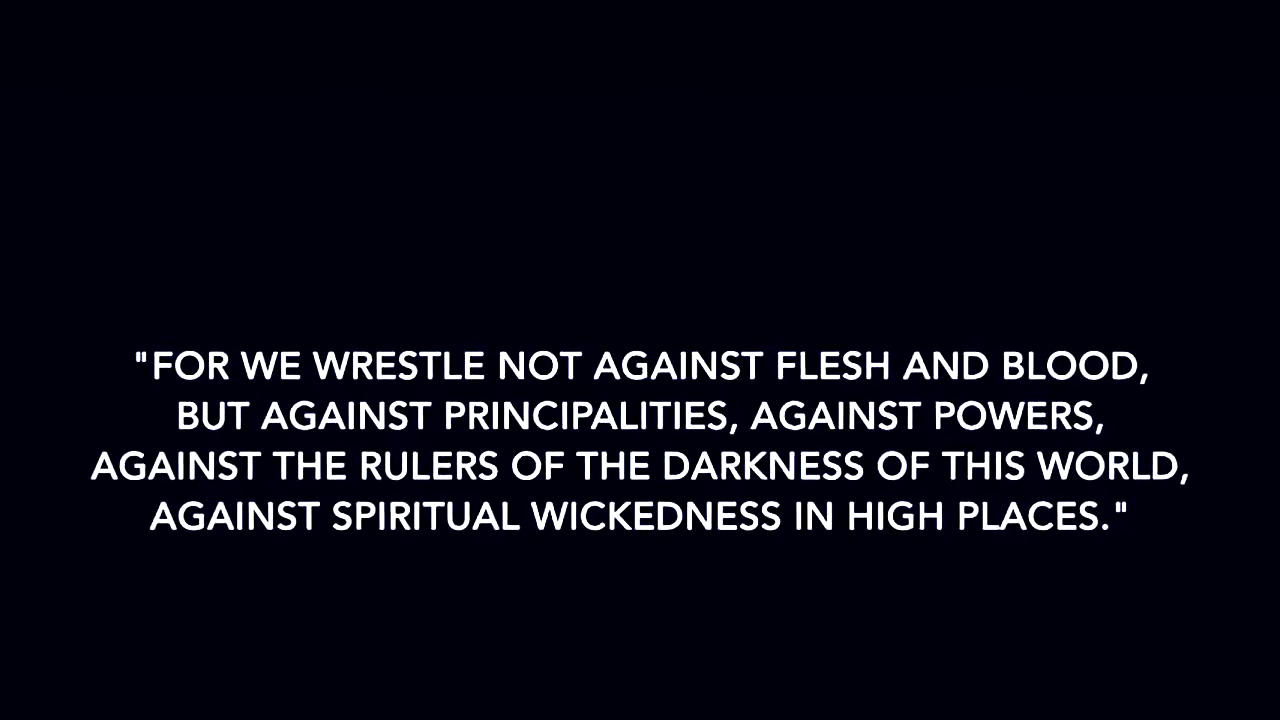 "FOR WE WRESTLE NOT AGAINST FLESH AND BLOOD,
BUT AGAINST PRINCIPALITIES, AGAINST POWERS,
AGAINST THE RULERS OF THE DARKNESS OF THIS WORLD,
AGAINST SPIRITUAL WICKEDNESS IN HIGH PLACES."